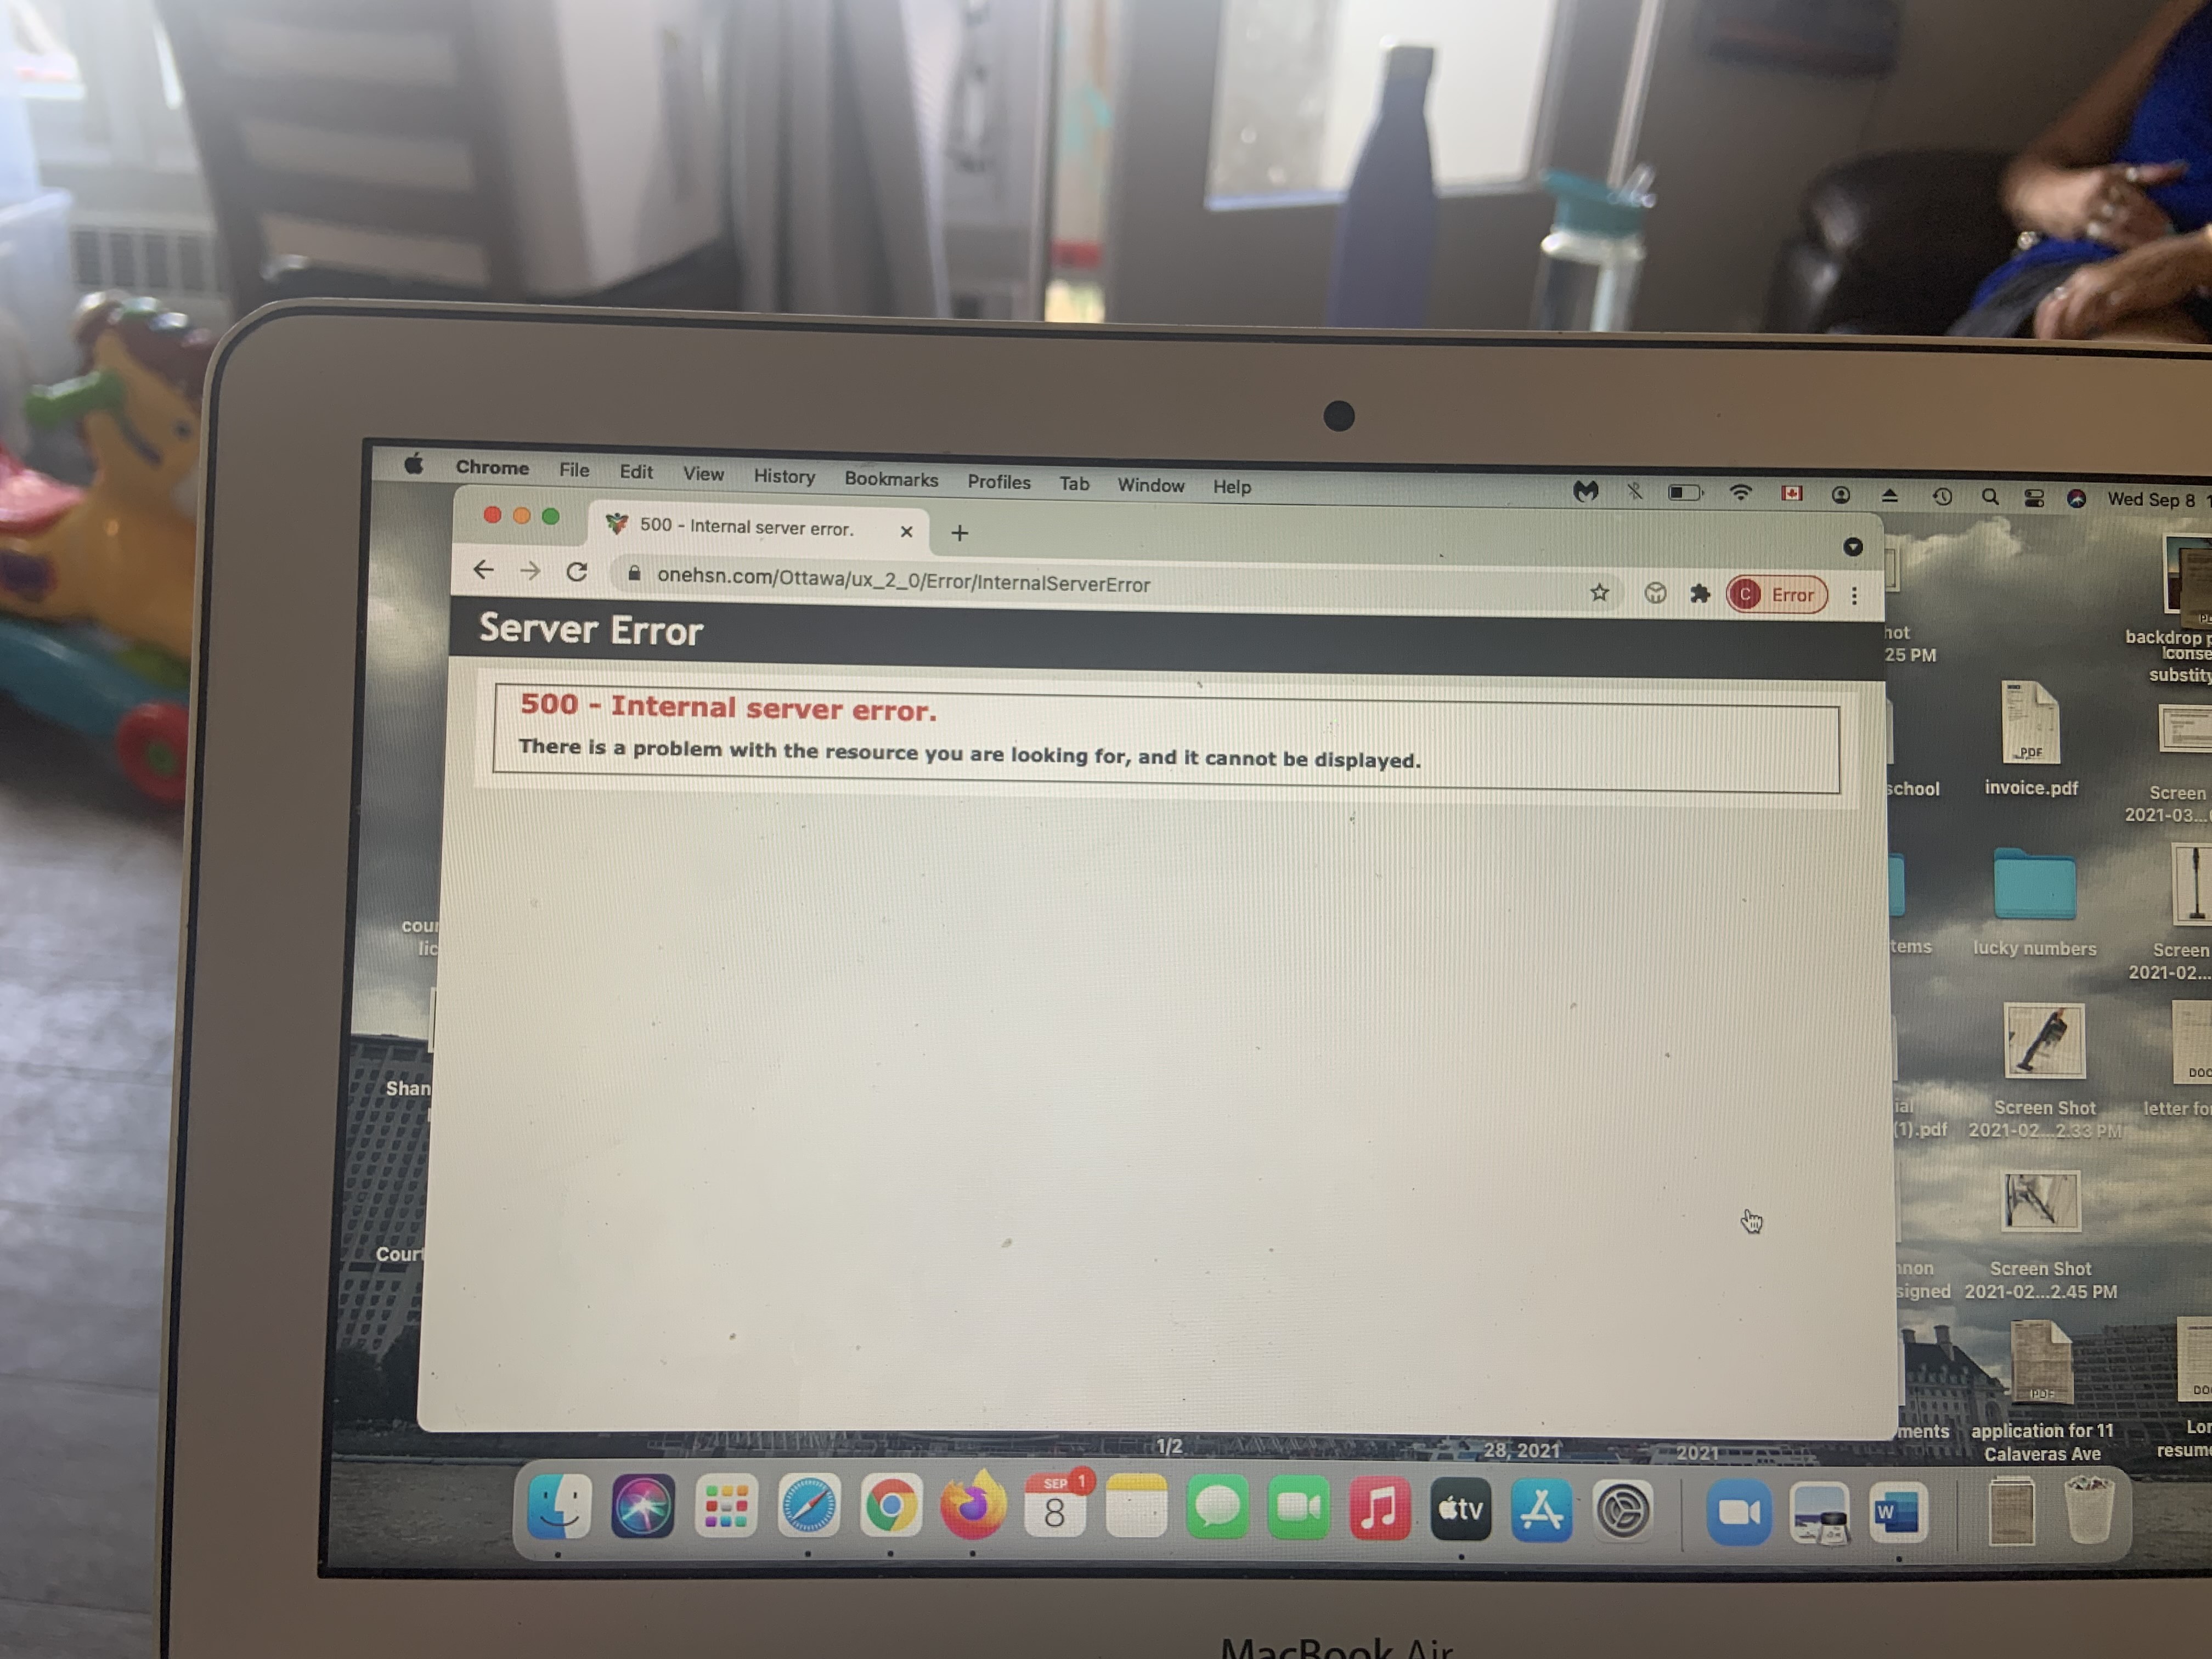 Chrome File Edit View History Bookmarks Profiles Tab Window Help Wed Sep 8
500 - Internal server error.
onehsn.com/Ottawa/ux_2_0/Error/InternalServerError
C Error
Server Error
500 - Internal server error.
There is a problem with the resource you are looking for, and it cannot be displayed.
hot
25 PM
backdrop p
substitu
PDF
school
invoice.pdf
Screen
2021-03...
cour
lic
tems
lucky numbers
Screen
2021-02...
Shan
DOC
ial
(1).pdf
Screen Shot
2021-02...2.33 PM
letter fo
Court
nnon
signed
Screen Shot
2021-02...2.45 PM
PDF
DO
ments
application for 11
Calaveras Ave
Lor
resume
1/2
28, 2021
2021
SEP 1
8
tv
W
MacBook Air